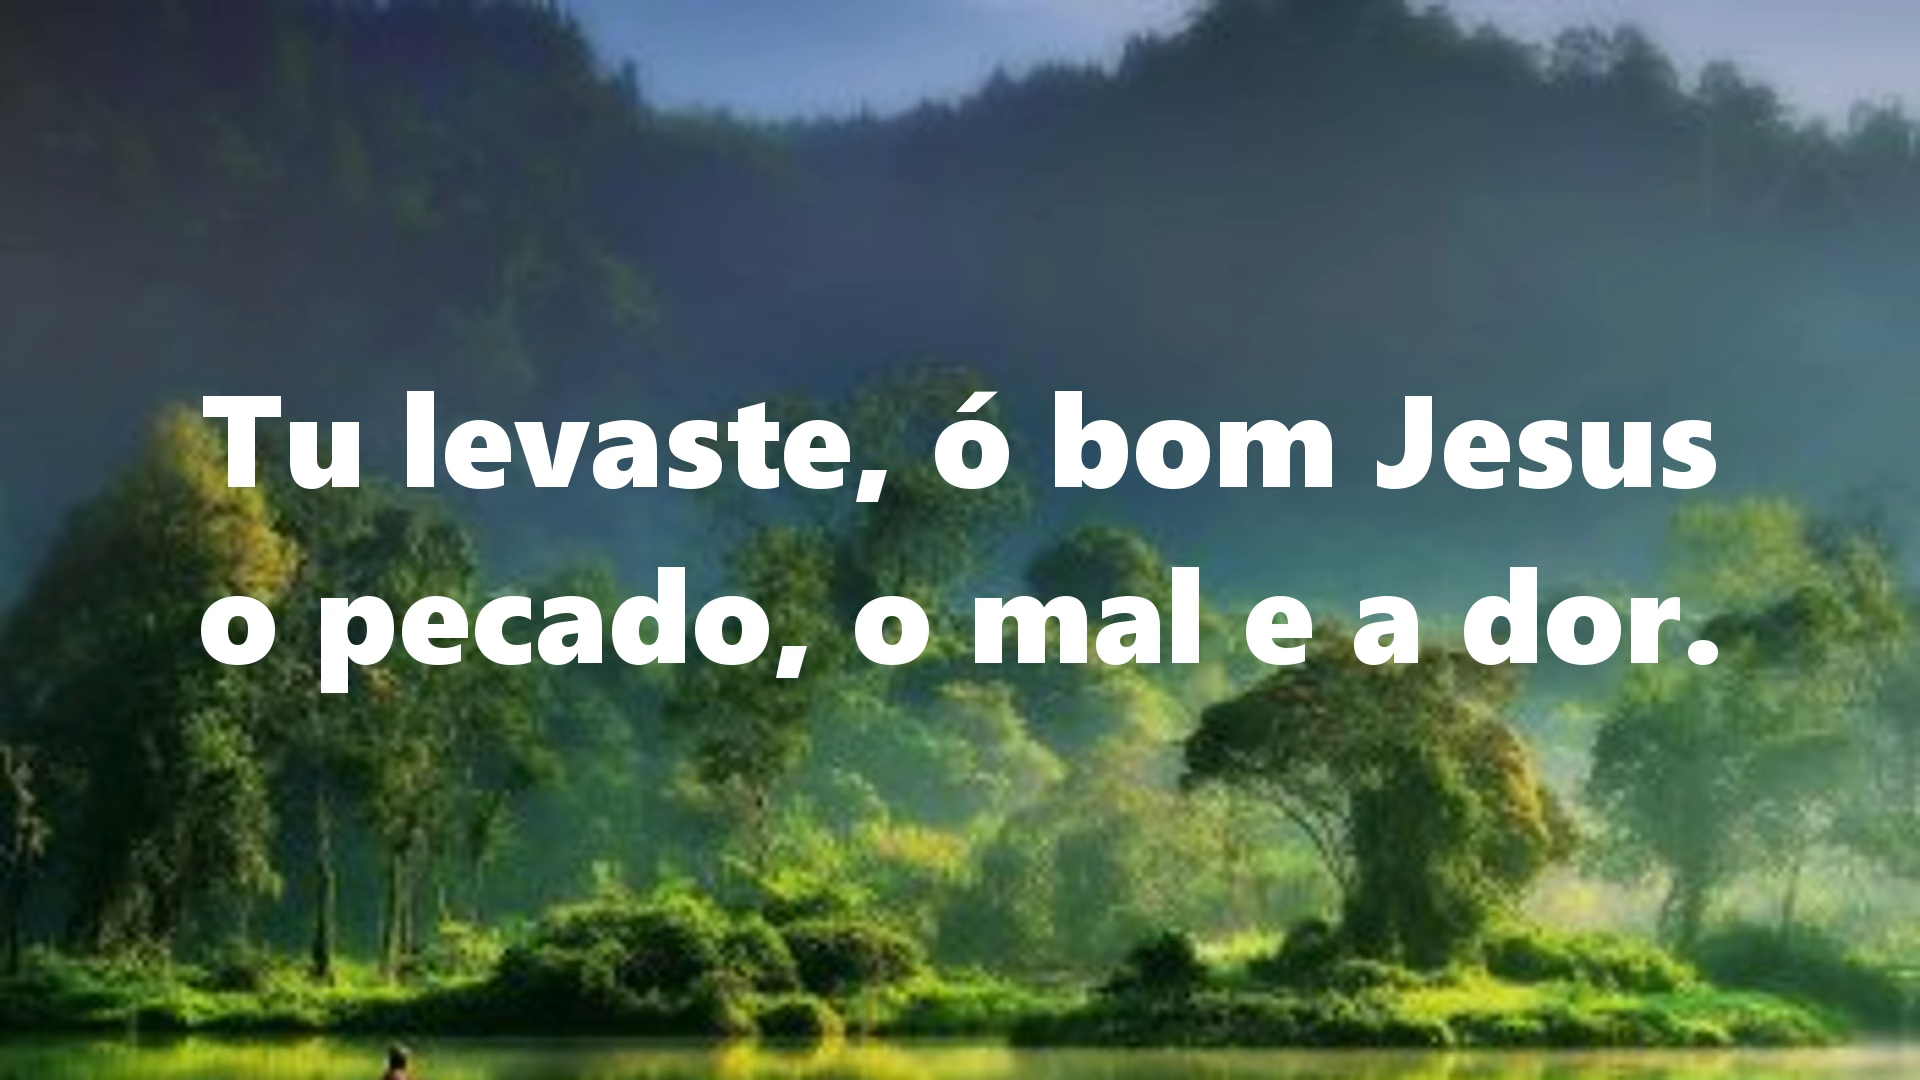 Tu levaste, ó bom Jesus
o pecado, o mal e a dor.